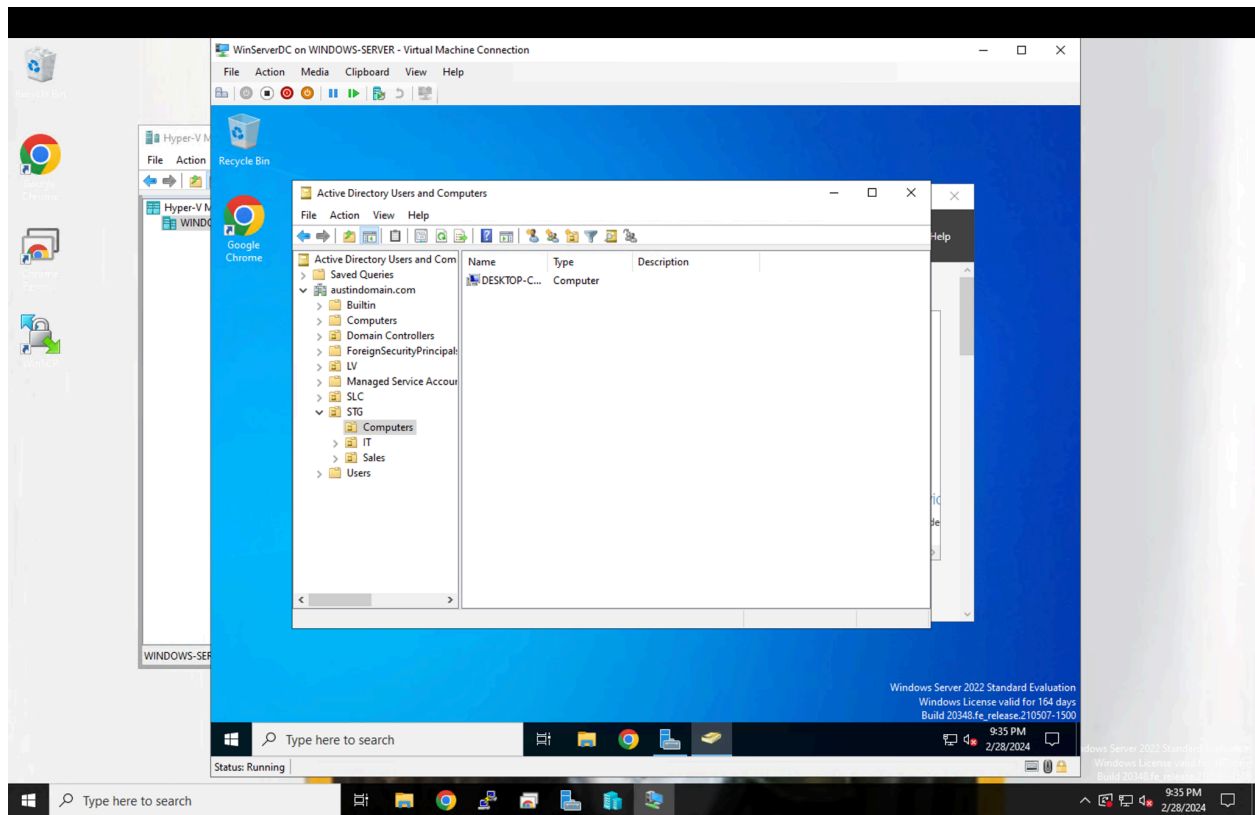 WinServerDC on WINDOWS-SERVER - Virtual Machine Connection
File Action Media Clipboard View Help
Hyper-V M
File Action
Hyper-V M
WINDO
WINDOWS-SER
Recycle Bin
Google
Chrome
Help
Active Directory Users and Computers
File Action View Help
Active Directory Users and Com
Saved Queries
austindomain.com
Builtin
Computers
Domain Controllers
ForeignSecurityPrincipal:
LV
Managed Service Accour
SLC
STG
Computers
IT
Sales
Users
Name Type Description
DESKTOP-C... Computer
Windows Server 2022 Standard Evaluation
Windows License valid for 164 days
Build 20348.fe_release.210507-1500
Type here to search
9:35 PM
2/28/2024
Status: Running
Type here to search
9:35 PM
2/28/2024